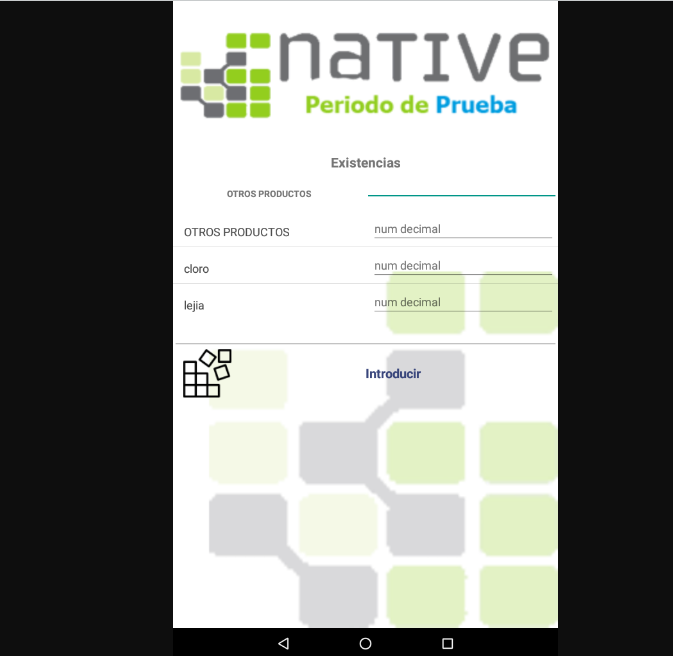 naTIVe
Periodo de Prueba
Existencias
OTROS PRODUCTOS
OTROS PRODUCTOS num decimal
cloro num decimal
lejia num decimal
Introducir